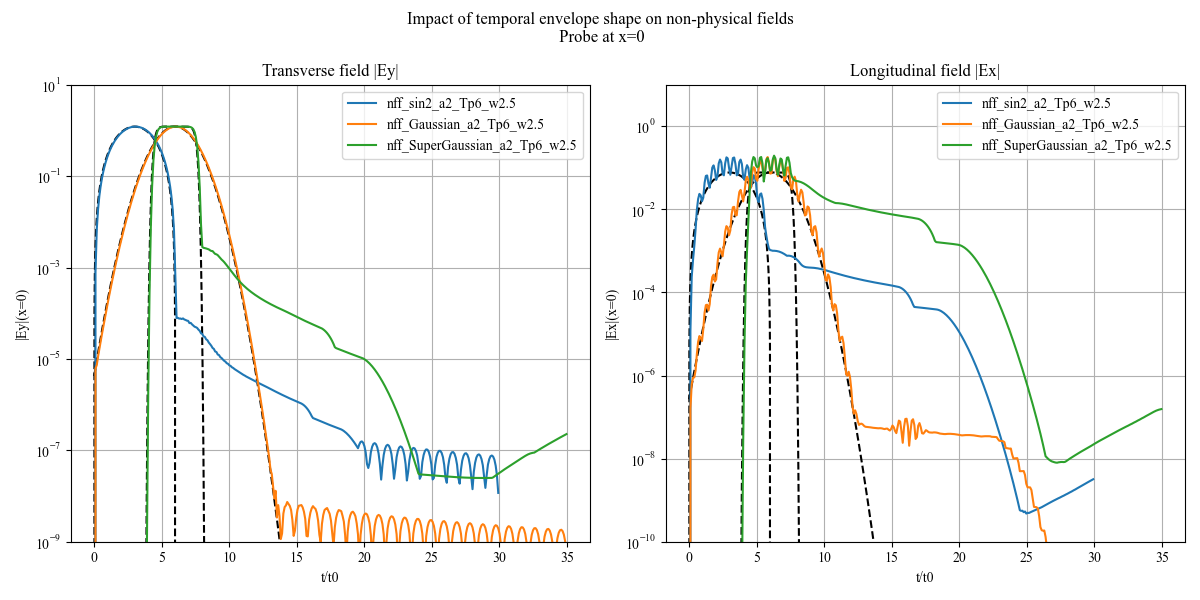 Impact of temporal envelope shape on non-physical fields
Probe at x=0
Transverse field |Ey|
nff_sin2_a2_Tp6_w2.5
nff_Gaussian_a2_Tp6_w2.5
nff_SuperGaussian_a2_Tp6_w2.5
|Ey|(x=0)
10^1
10^-1
10^-3
10^-5
10^-7
10^-9
0 5 10 15 20 25 30 35
t/t0
Longitudinal field |Ex|
nff_sin2_a2_Tp6_w2.5
nff_Gaussian_a2_Tp6_w2.5
nff_SuperGaussian_a2_Tp6_w2.5
|Ex|(x=0)
10^0
10^-2
10^-4
10^-6
10^-8
10^-10
0 5 10 15 20 25 30 35
t/t0